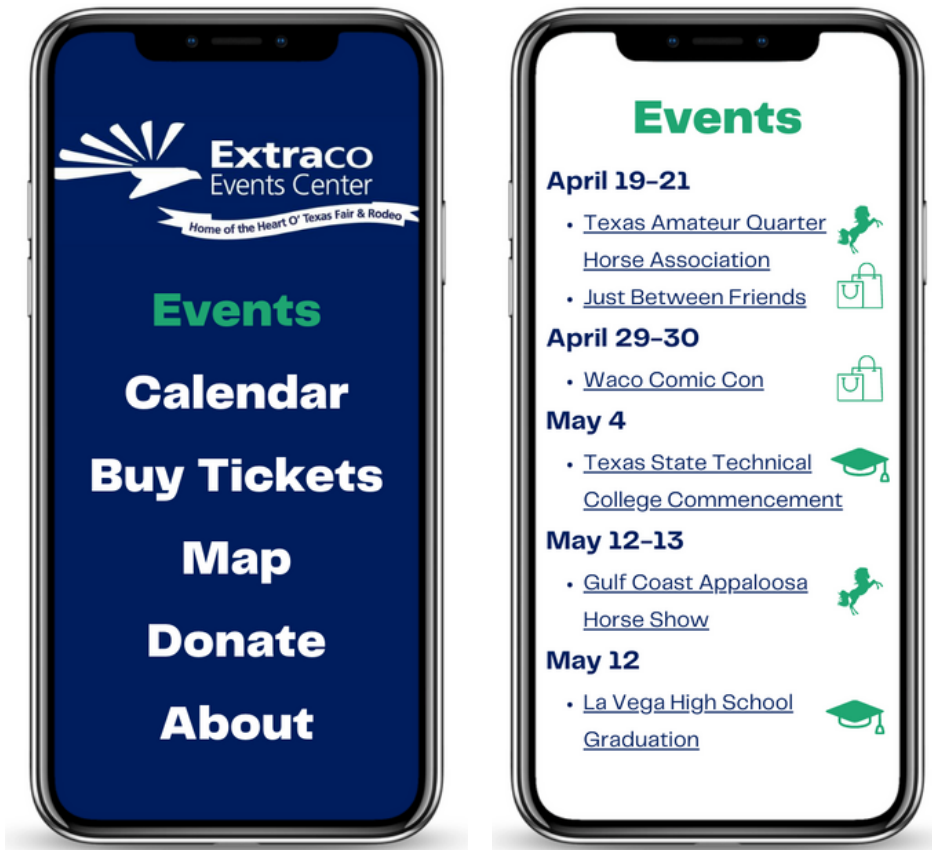 Extraco
Events Center
Home of the Heart O' Texas Fair & Rodeo
Events
Calendar
Buy Tickets
Map
Donate
About
Events
April 19-21
• Texas Amateur Quarter
Horse Association
• Just Between Friends
April 29-30
• Waco Comic Con
May 4
• Texas State Technical
College Commencement
May 12-13
• Gulf Coast Appaloosa
Horse Show
May 12
• La Vega High School
Graduation